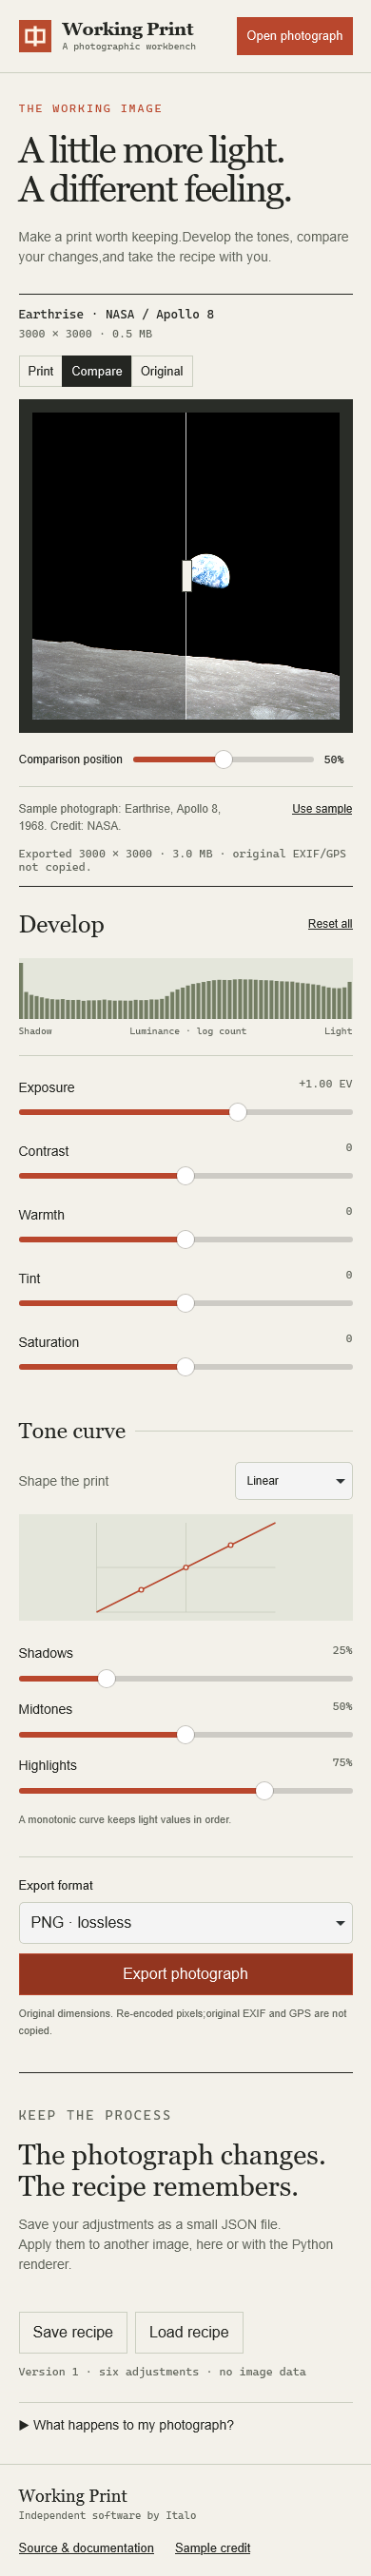 Working Print
A photographic workbench
Open photograph
THE WORKING IMAGE
A little more light.
A different feeling.
Make a print worth keeping.Develop the tones, compare
your changes,and take the recipe with you.
Earthrise · NASA / Apollo 8
3000 × 3000 · 0.5 MB
Print
Compare
Original
Comparison position
50%
Sample photograph: Earthrise, Apollo 8,
1968. Credit: NASA.
Use sample
Exported 3000 × 3000 · 3.0 MB · original EXIF/GPS
not copied.
Develop
Reset all
Shadow
Luminance · log count
Light
Exposure
+1.00 EV
Contrast
0
Warmth
0
Tint
0
Saturation
0
Tone curve
Shape the print
Linear
Shadows
25%
Midtones
50%
Highlights
75%
A monotonic curve keeps light values in order.
Export format
PNG · lossless
Export photograph
Original dimensions. Re-encoded pixels;original EXIF and GPS are not
copied.
KEEP THE PROCESS
The photograph changes.
The recipe remembers.
Save your adjustments as a small JSON file.
Apply them to another image, here or with the Python
renderer.
Save recipe
Load recipe
Version 1 · six adjustments · no image data
▶ What happens to my photograph?
Working Print
Independent software by Italo
Source & documentation
Sample credit